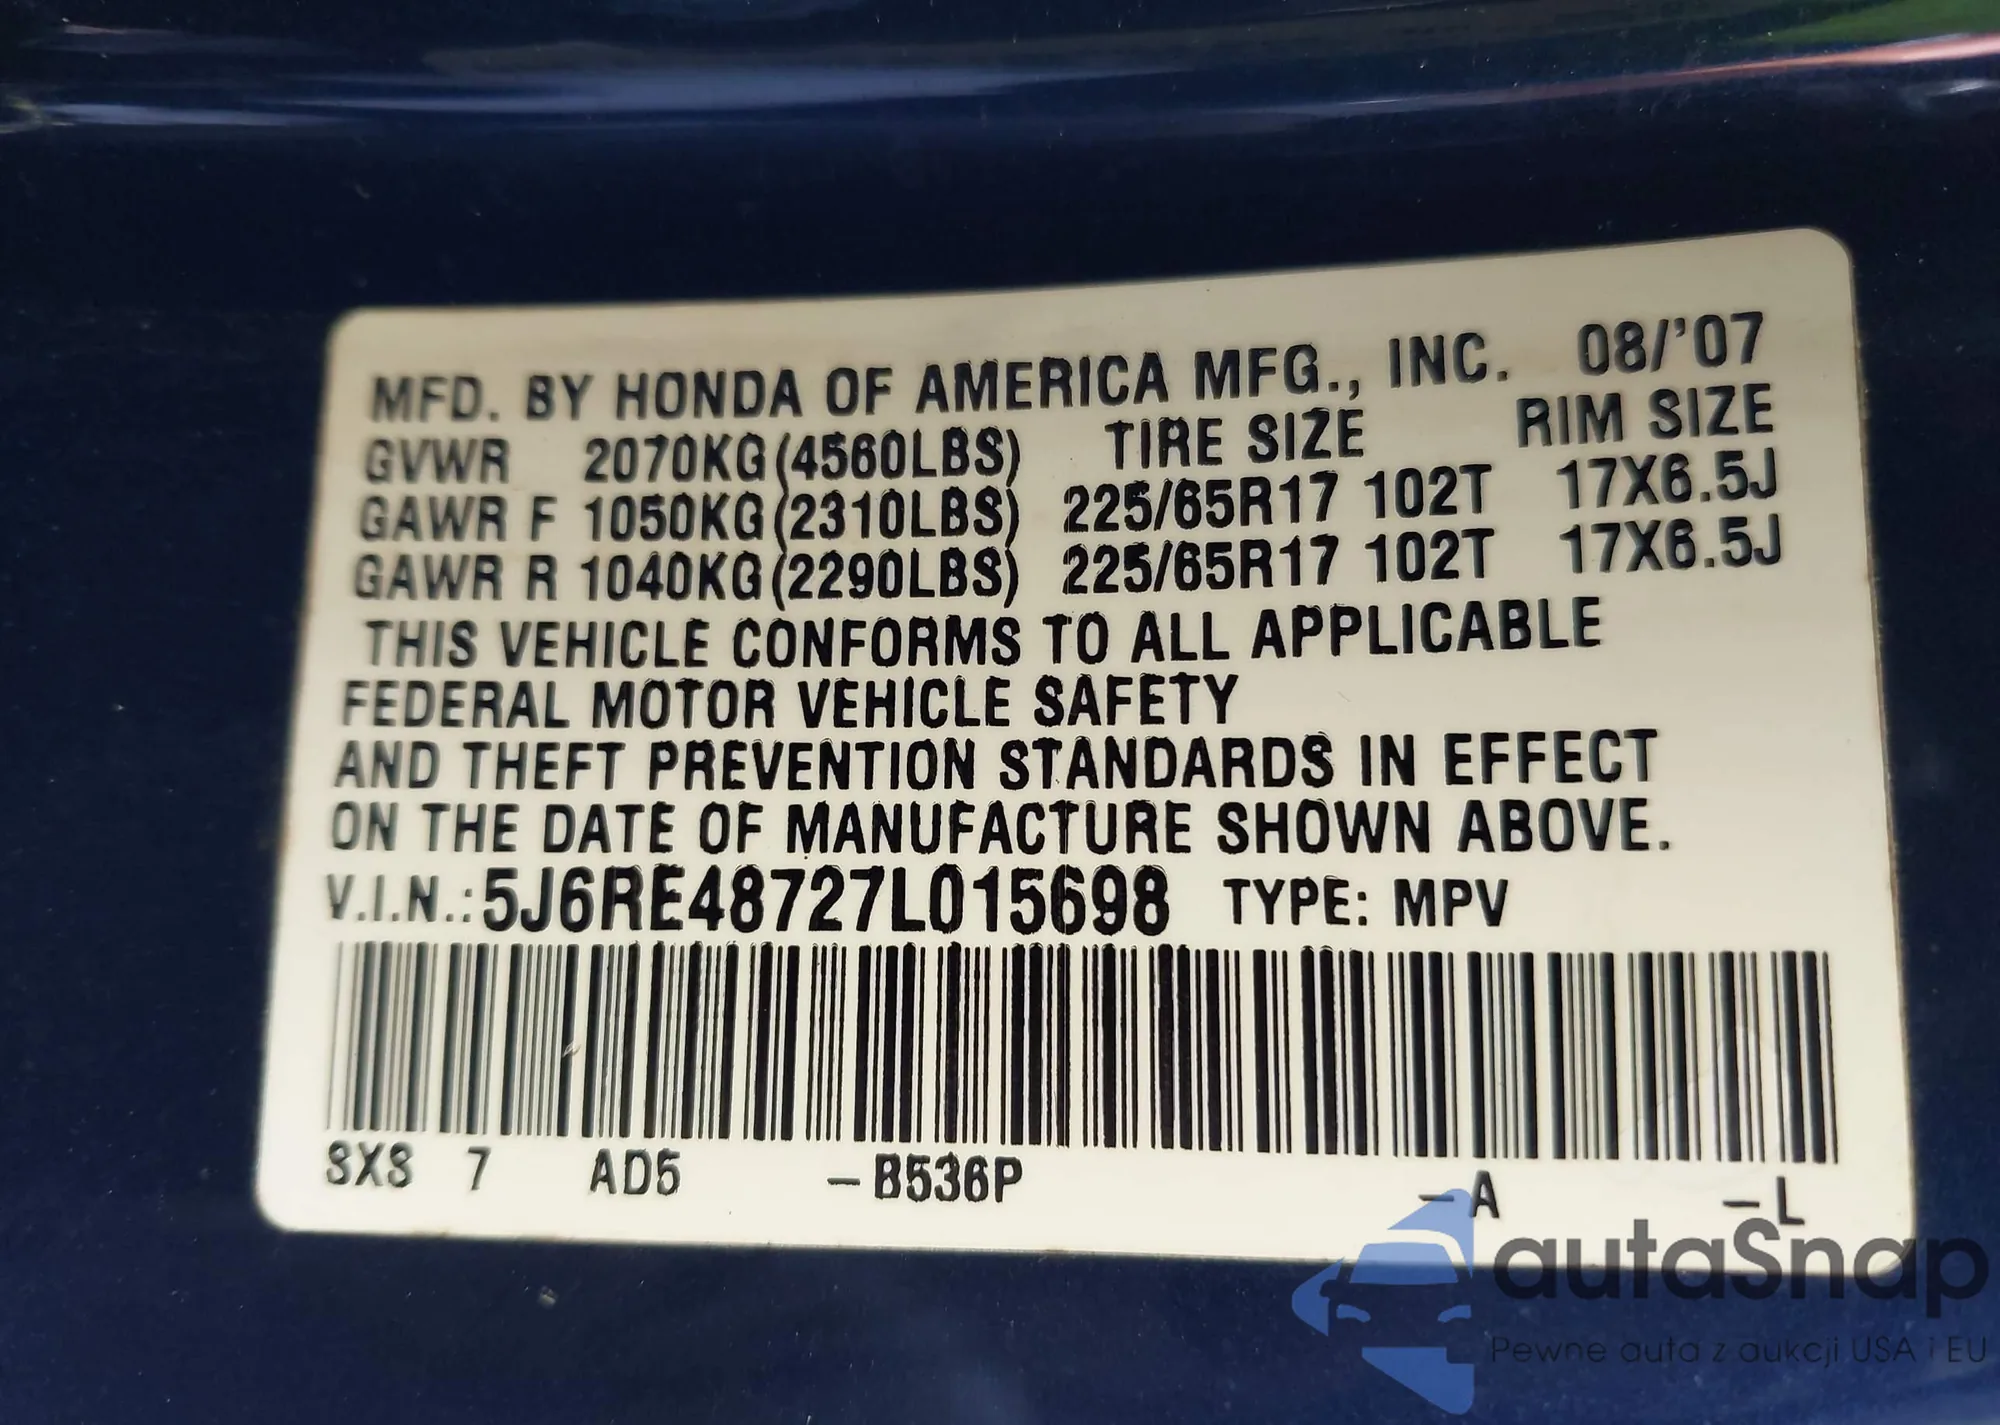 MFD. BY HONDA OF AMERICA MFG., INC. 08/'07
GVWR 2070KG(4560LBS) TIRE SIZE RIM SIZE
GAWR F 1050KG(2310LBS) 225/65R17 102T 17X6.5J
GAWR R 1040KG(2290LBS) 225/65R17 102T 17X6.5J
THIS VEHICLE CONFORMS TO ALL APPLICABLE
FEDERAL MOTOR VEHICLE SAFETY
AND THEFT PREVENTION STANDARDS IN EFFECT
ON THE DATE OF MANUFACTURE SHOWN ABOVE.
V.I.N.:5J6RE48727L015698 TYPE: MPV
SXS 7 AD5 –B536P –A –L
autaSnap
Pewne auta z aukcji USA i EU